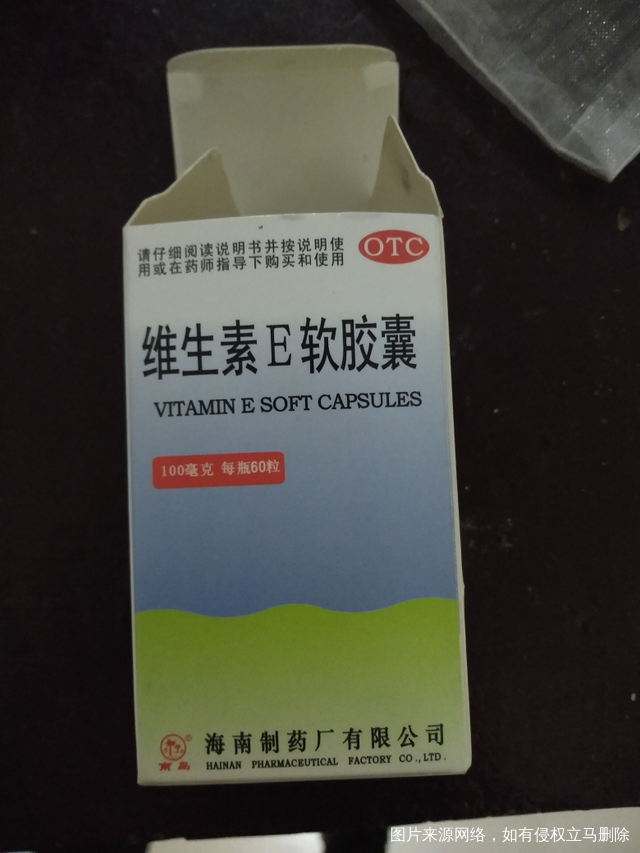 请仔细阅读说明书并按说明使
用或在药师指导下购买和使用
OTC
维生素E软胶囊
VITAMIN E SOFT CAPSULES
100毫克 每瓶60粒
南岛
海南制药厂有限公司
HAINAN PHARMACEUTICAL FACTORY CO.,LTD.
图片来源网络，如有侵权立马删除